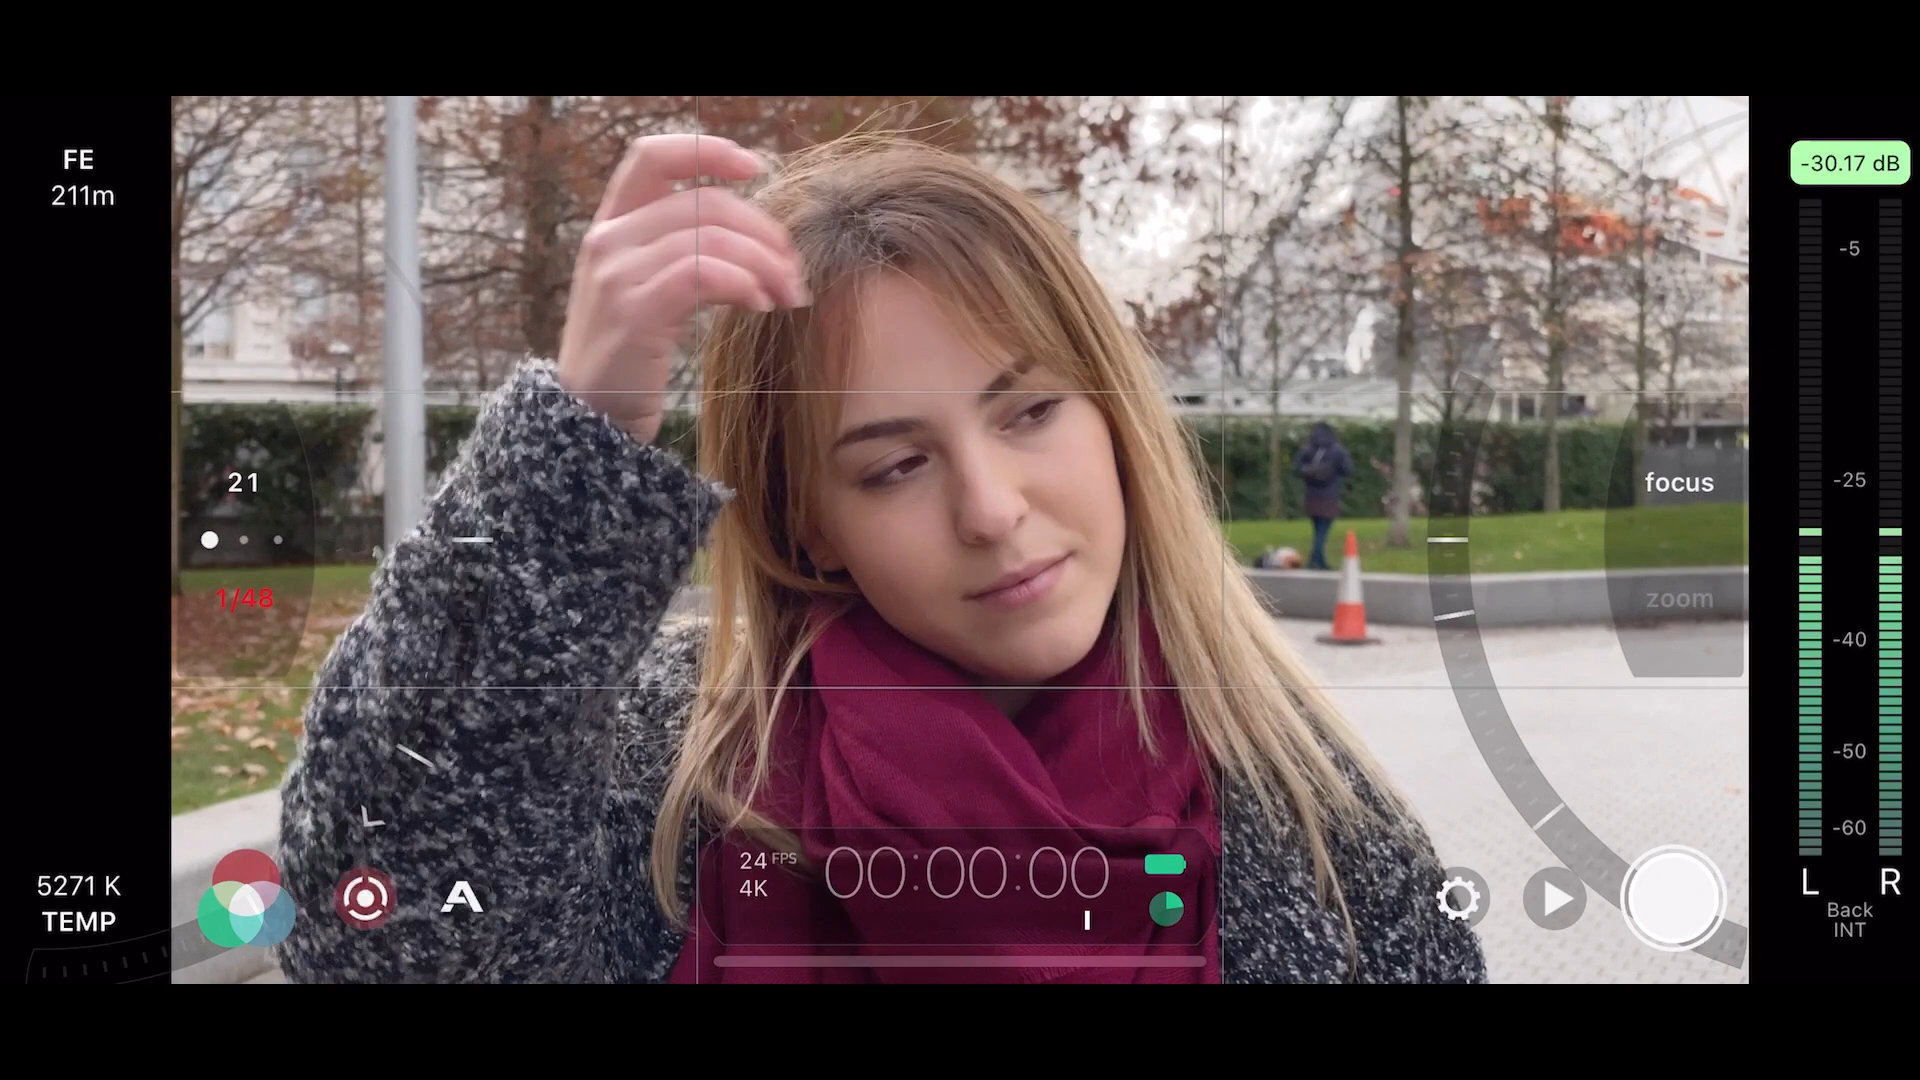 FE
211m
-30.17 dB
-5
21
focus
-25
1/48
zoom
-40
-50
-60
24 FPS
4K
00:00:00
A
5271 K
TEMP
L
R
Back
INT